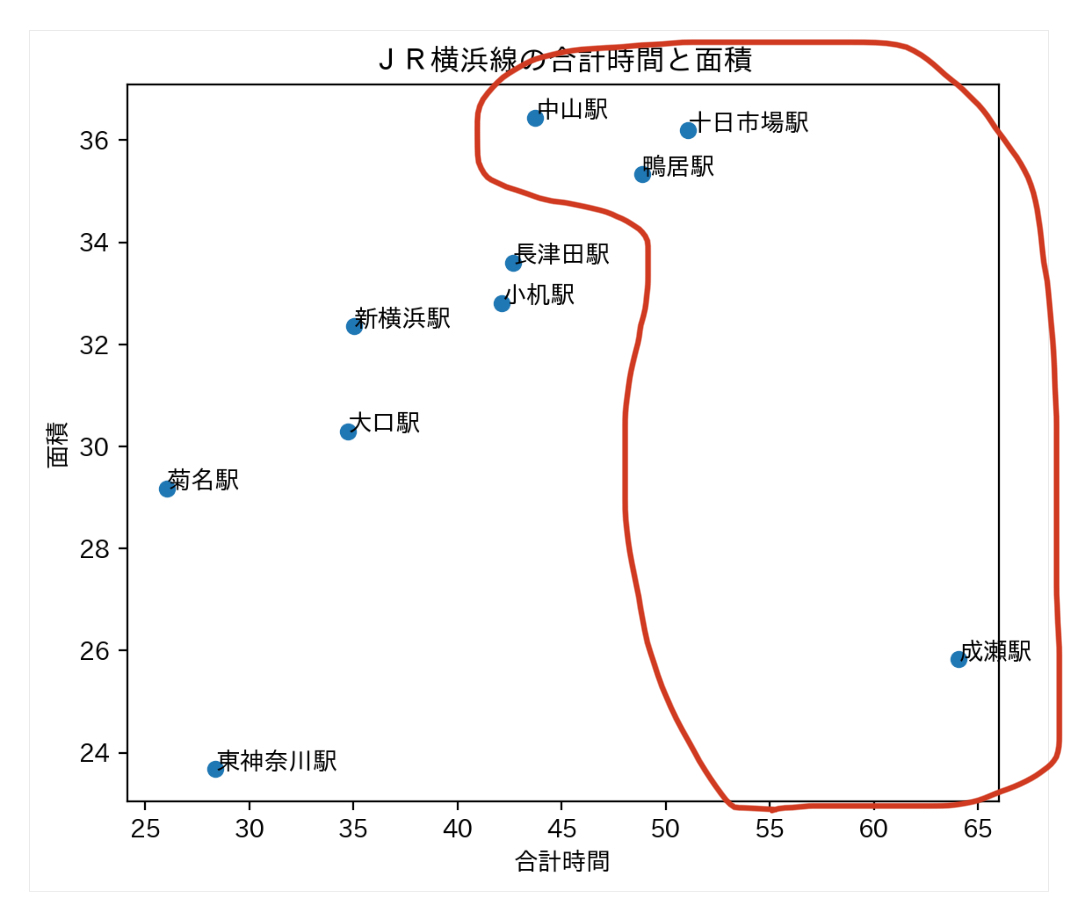 ＪＲ横浜線の合計時間と面積
中山駅
十日市場駅
36
鴨居駅
34
長津田駅
小机駅
新横浜駅
32
大口駅
30
面積
菊名駅
28
26
成瀬駅
24
東神奈川駅
25 30 35 40 45 50 55 60 65
合計時間